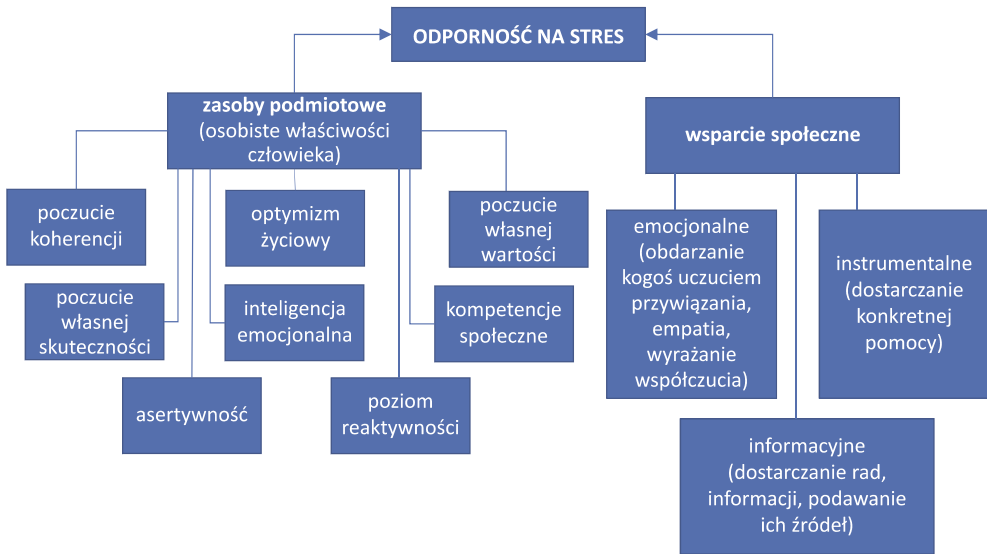 ODPORNOŚĆ NA STRES
zasoby podmiotowe
(osobiste właściwości
człowieka)
wsparcie społeczne
poczucie
koherencji
optymizm
życiowy
poczucie
własnej
wartości
poczucie
własnej
skuteczności
inteligencja
emocjonalna
kompetencje
społeczne
asertywność
poziom
reaktywności
emocjonalne
(obdarzanie
kogoś uczuciem
przywiązania,
empatia,
wyrażanie
współczucia)
instrumentalne
(dostarczanie
konkretnej
pomocy)
informacyjne
(dostarczanie rad,
informacji, podawanie
ich źródeł)